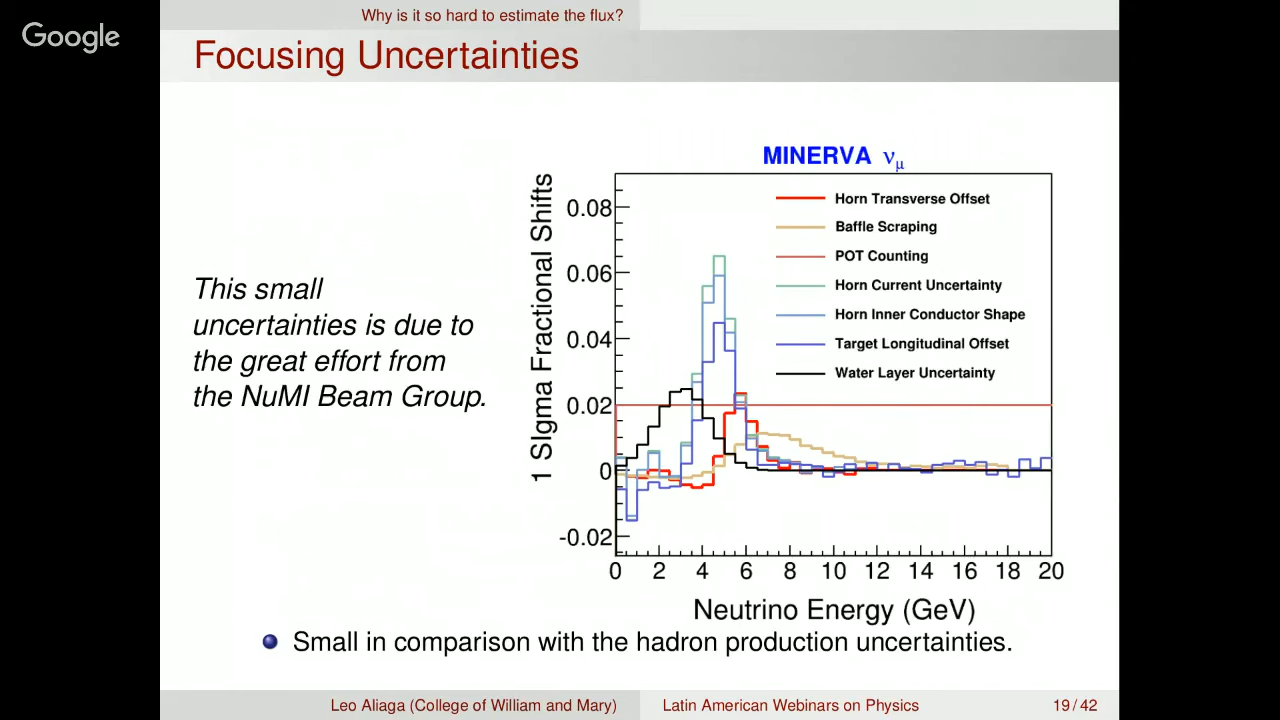 Why is it so hard to estimate the flux?
Google
Focusing Uncertainties
MINERVA νμ
This small
uncertainties is due to
the great effort from
the NuMI Beam Group.
1 SIgma Fractional Shifts
0.08
0.06
0.04
0.02
0
-0.02
Horn Transverse Offset
Baffle Scraping
POT Counting
Horn Current Uncertainty
Horn Inner Conductor Shape
Target Longitudinal Offset
Water Layer Uncertainty
0 2 4 6 8 10 12 14 16 18 20
Neutrino Energy (GeV)
Small in comparison with the hadron production uncertainties.
Leo Aliaga (College of William and Mary) Latin American Webinars on Physics 19 / 42